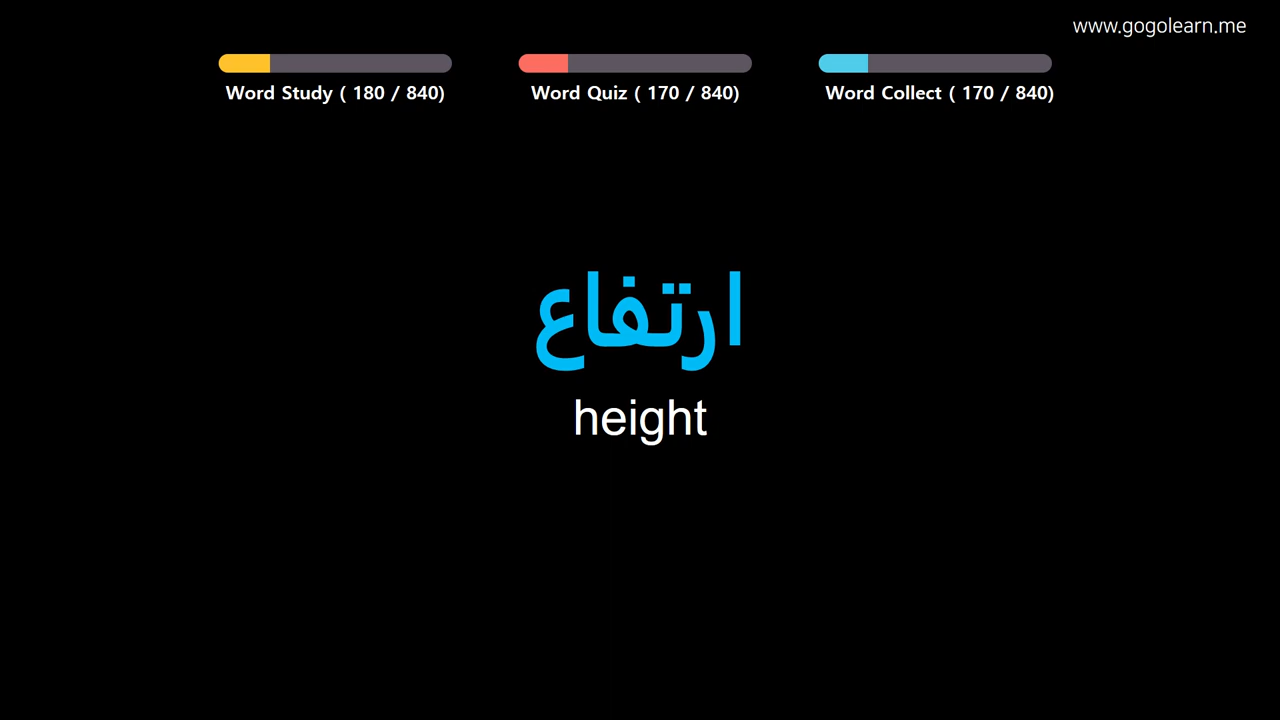 www.gogolearn.me
Word Study ( 180 / 840)
Word Quiz ( 170 / 840)
Word Collect ( 170 / 840)
ارتفاع
height